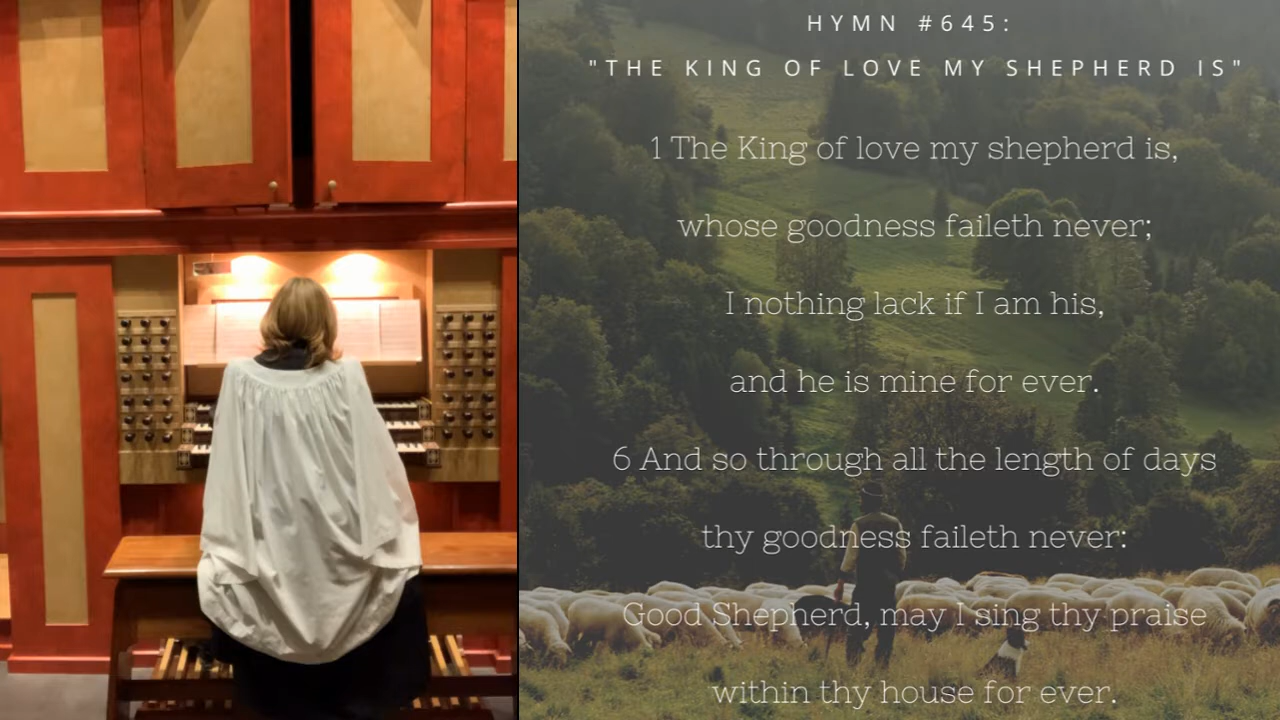 HYMN #645:
"THE KING OF LOVE MY SHEPHERD IS"
1 The King of love my shepherd is,
whose goodness faileth never;
I nothing lack if I am his,
and he is mine for ever.
6 And so through all the length of days
thy goodness faileth never:
Good Shepherd, may I sing thy praise
within thy house for ever.